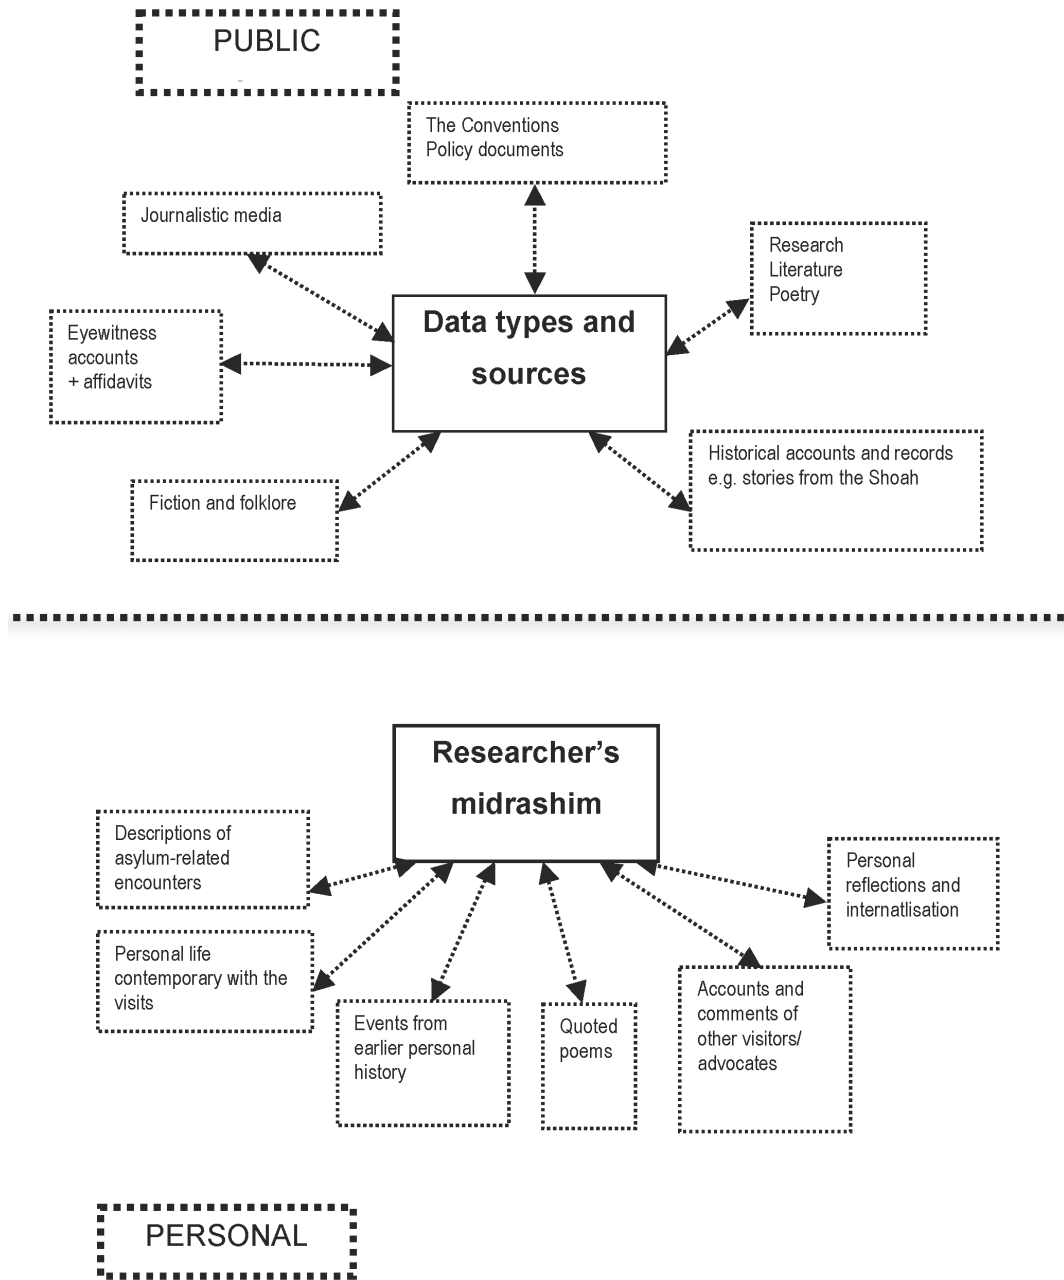 PUBLIC
The Conventions
Policy documents
Journalistic media
Research
Literature
Poetry
Data types and
sources
Eyewitness
accounts
+ affidavits
Historical accounts and records
e.g. stories from the Shoah
Fiction and folklore
Researcher’s
midrashim
Descriptions of
asylum-related
encounters
Personal
reflections and
internatlisation
Personal life
contemporary with the
visits
Events from
earlier personal
history
Quoted
poems
Accounts and
comments of
other visitors/
advocates
PERSONAL